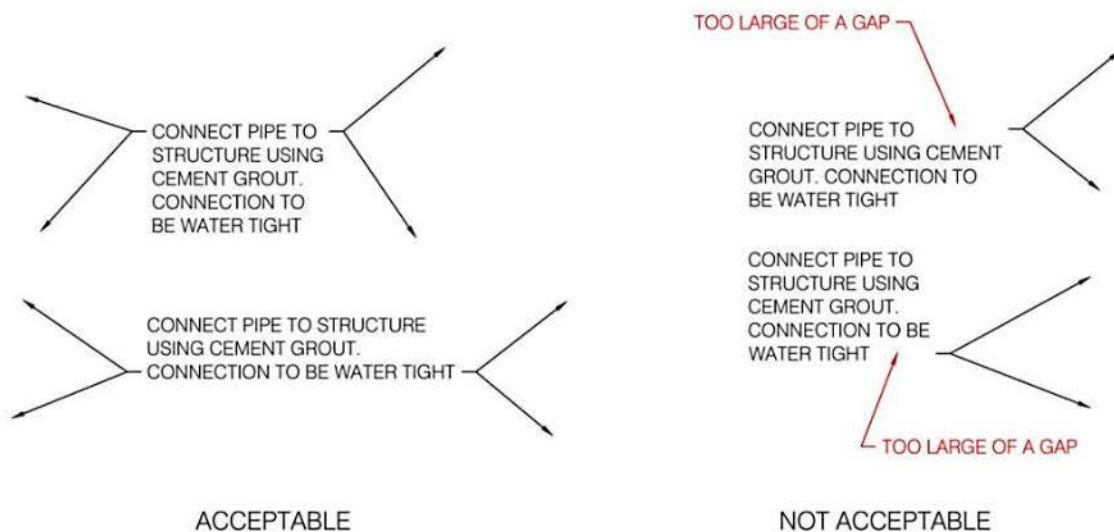 TOO LARGE OF A GAP
CONNECT PIPE TO
STRUCTURE USING
CEMENT GROUT.
CONNECTION TO
BE WATER TIGHT
CONNECT PIPE TO STRUCTURE
USING CEMENT GROUT.
CONNECTION TO BE WATER TIGHT
ACCEPTABLE
CONNECT PIPE TO
STRUCTURE USING CEMENT
GROUT. CONNECTION TO
BE WATER TIGHT
CONNECT PIPE TO
STRUCTURE USING
CEMENT GROUT.
CONNECTION TO BE
WATER TIGHT
TOO LARGE OF A GAP
NOT ACCEPTABLE